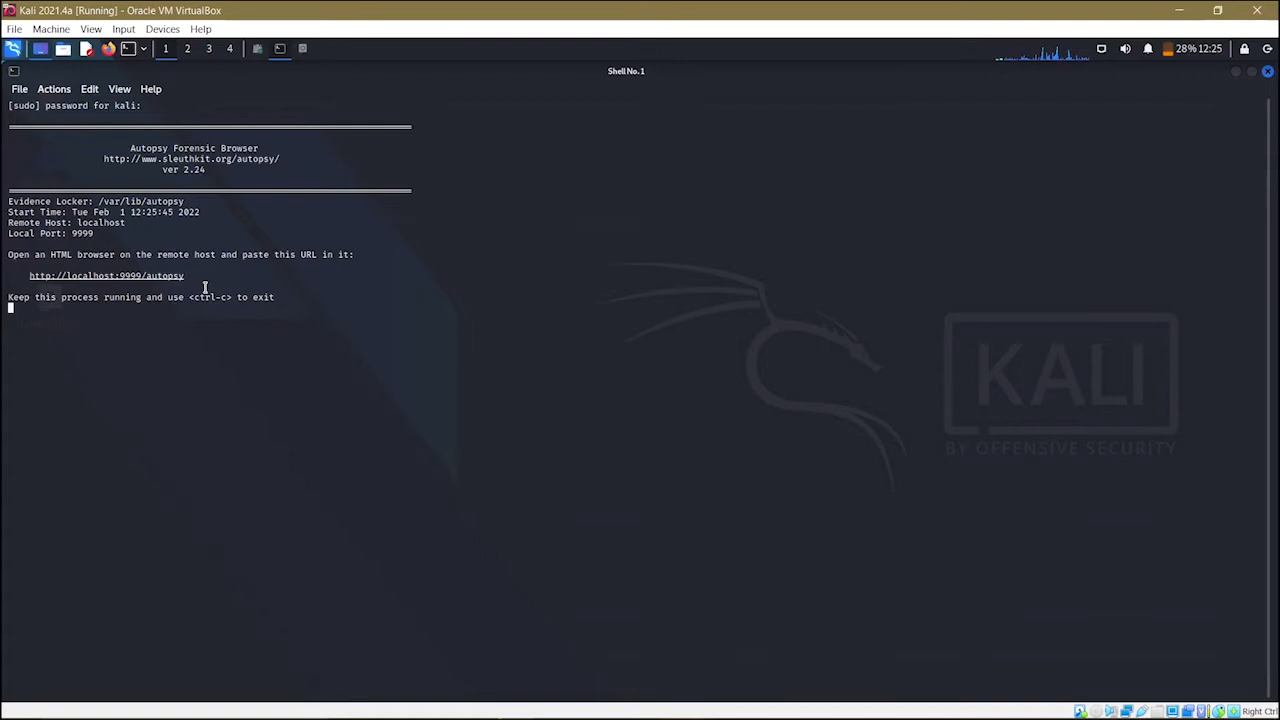 Kali 2021.4a [Running] - Oracle VM VirtualBox
File Machine View Input Devices Help
1 2 3 4 28% 12:25
Shell No. 1
File Actions Edit View Help
[sudo] password for kali:
Autopsy Forensic Browser
http://www.sleuthkit.org/autopsy/
ver 2.24
Evidence Locker: /var/lib/autopsy
Start Time: Tue Feb  1 12:25:45 2022
Remote Host: localhost
Local Port: 9999
Open an HTML browser on the remote host and paste this URL in it:
http://localhost:9999/autopsy
Keep this process running and use <ctrl-c> to exit
KALI
BY OFFENSIVE SECURITY
Right Ctrl